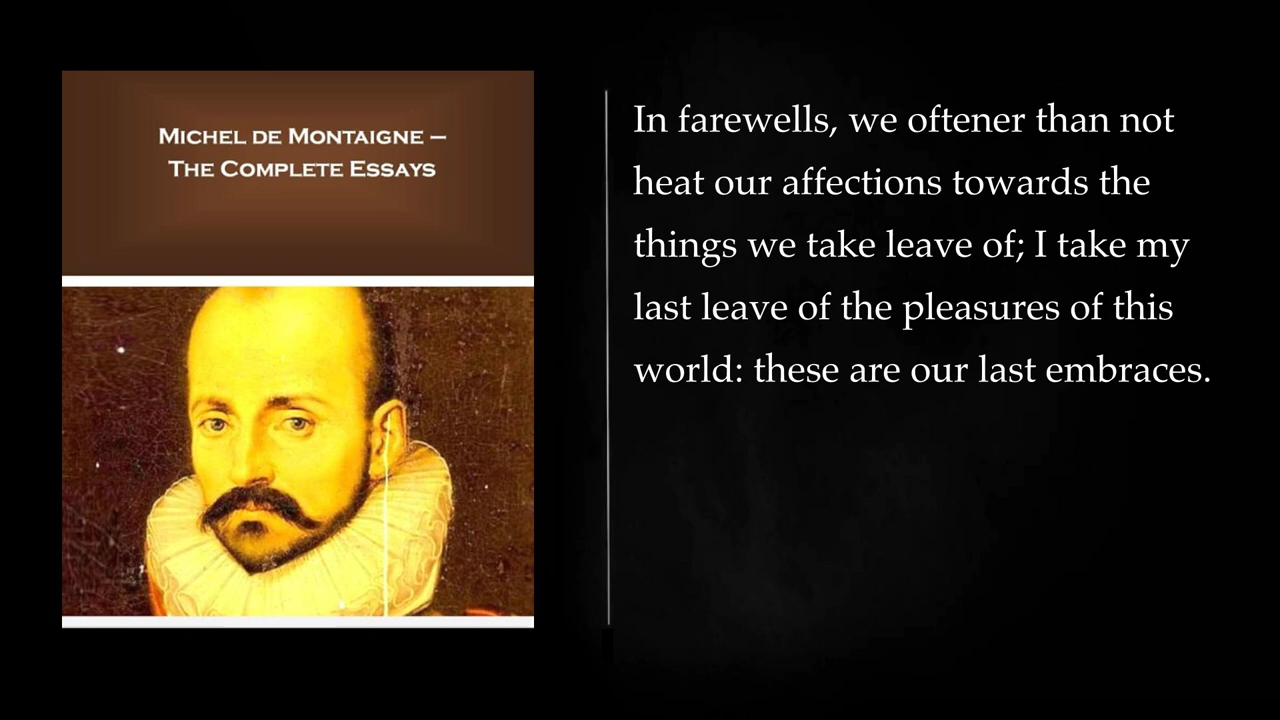 MICHEL DE MONTAIGNE –
THE COMPLETE ESSAYS
In farewells, we oftener than not
heat our affections towards the
things we take leave of; I take my
last leave of the pleasures of this
world: these are our last embraces.